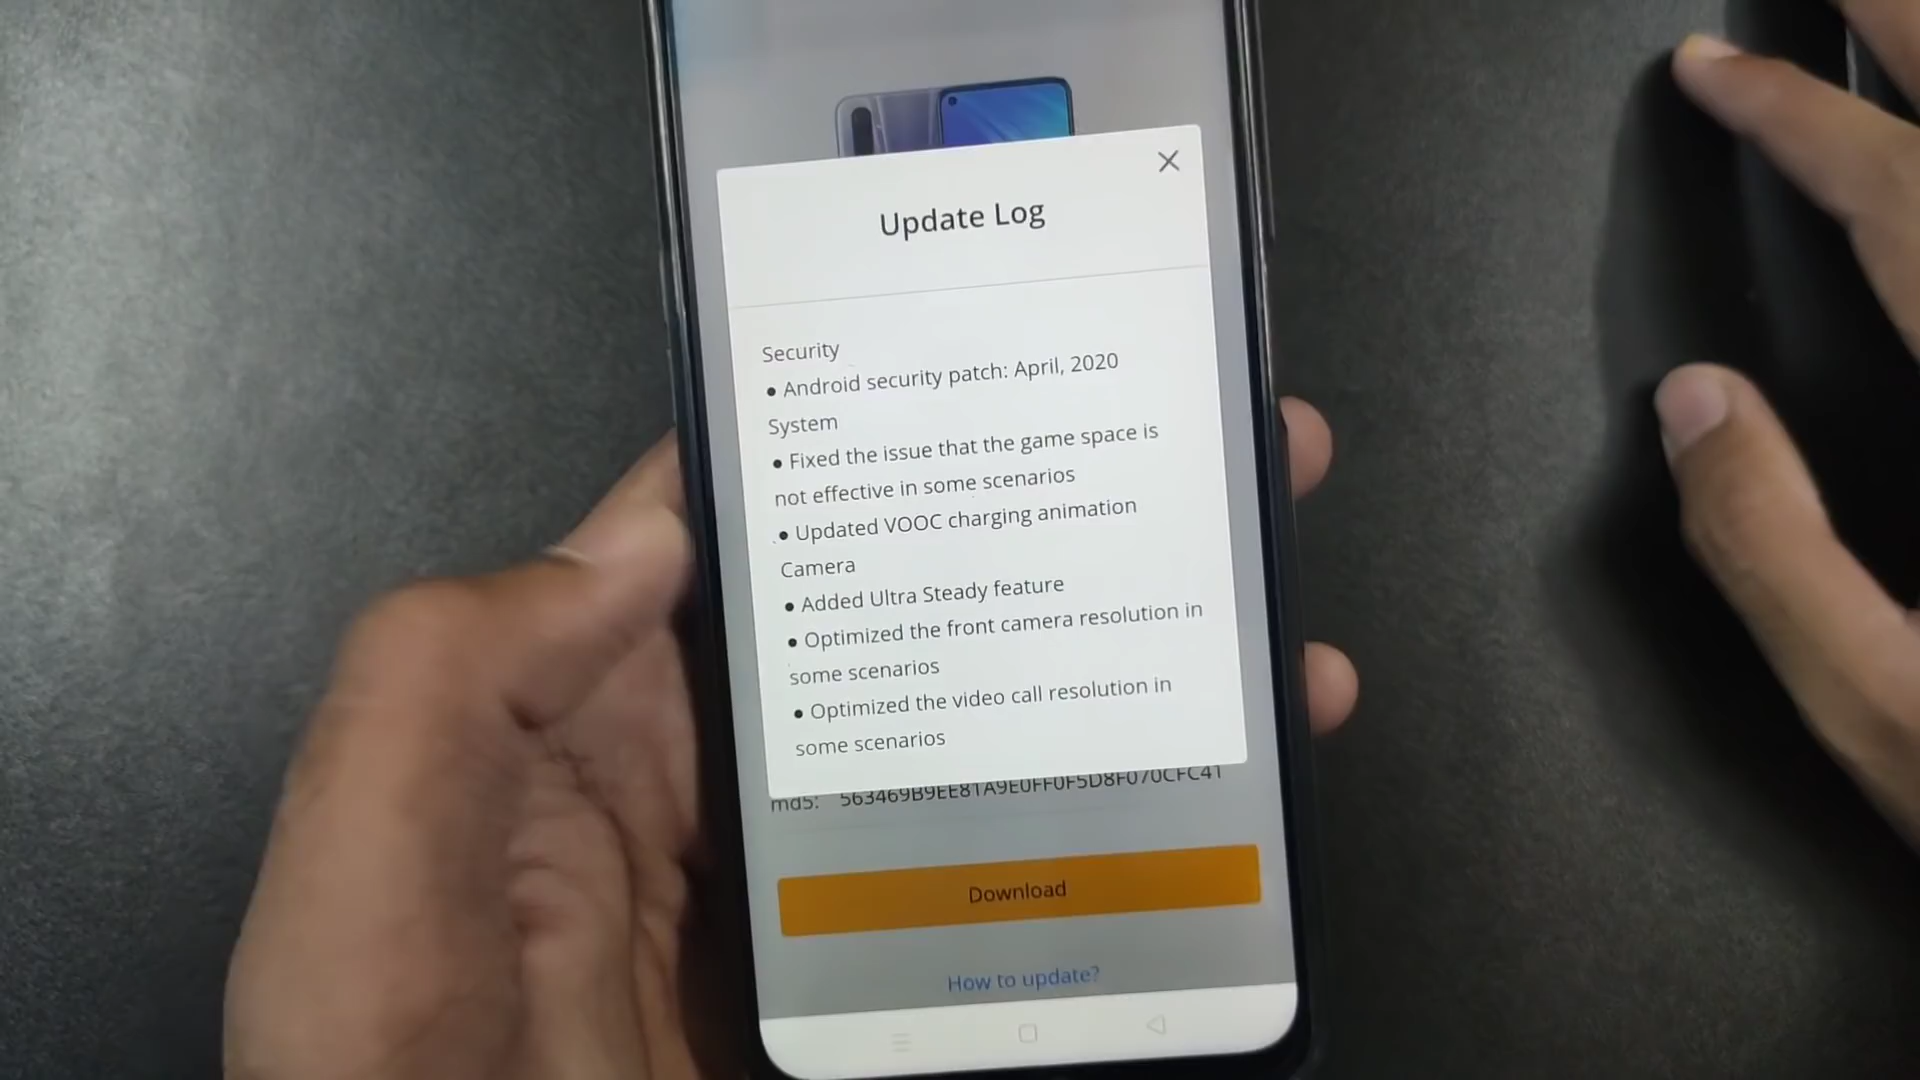 Update Log
Security
● Android security patch: April, 2020
System
● Fixed the issue that the game space is
not effective in some scenarios
● Updated VOOC charging animation
Camera
● Added Ultra Steady feature
● Optimized the front camera resolution in
some scenarios
● Optimized the video call resolution in
some scenarios
md5: 563469B9EE81A9E0FF0F5D8F070CFC41
Download
How to update?